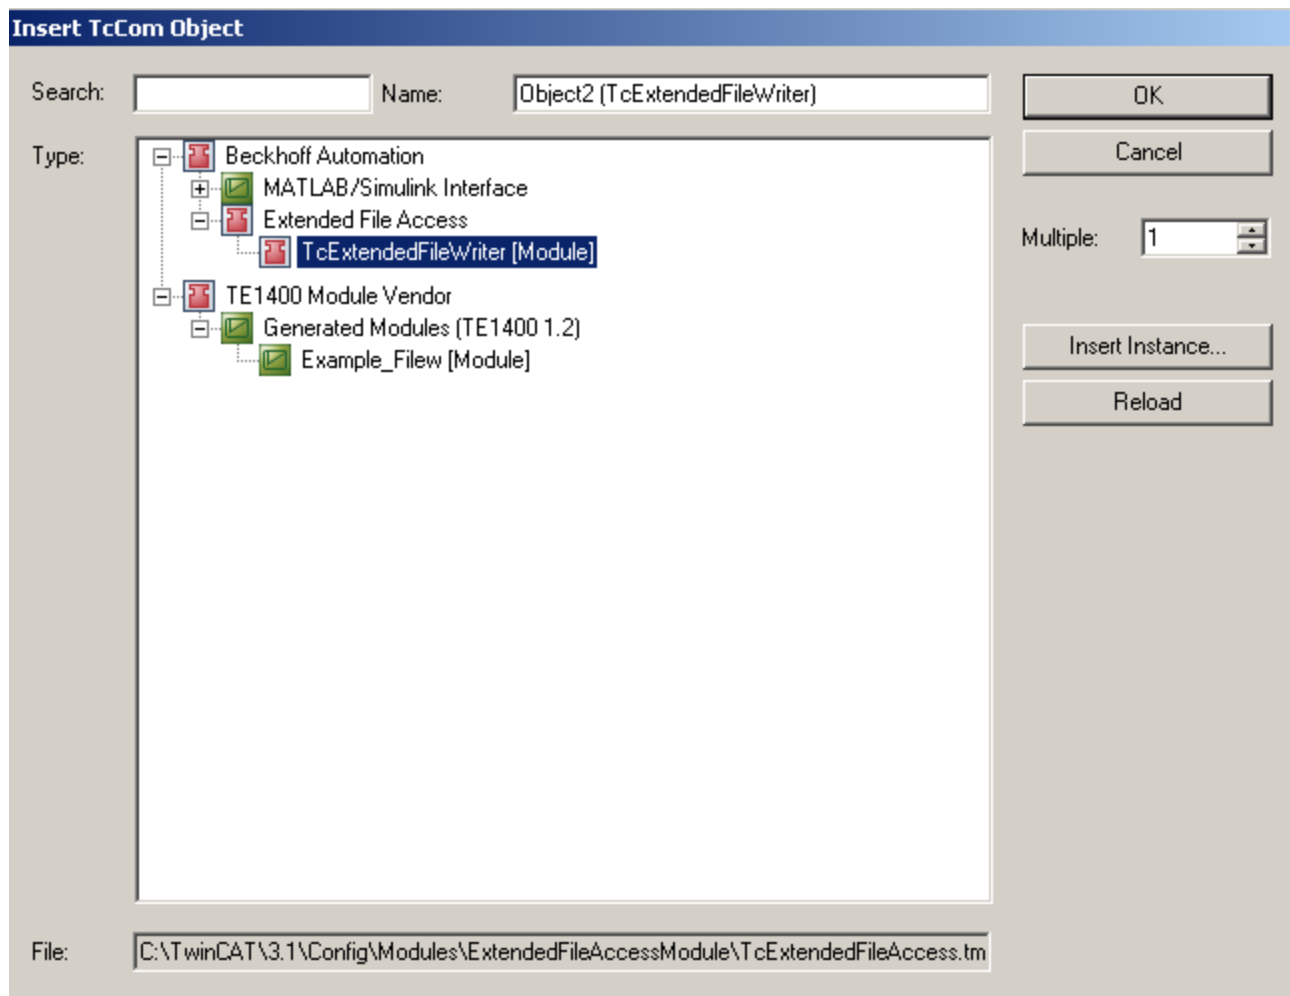 Insert TcCom Object
Search: Name: Object2 (TcExtendedFileWriter) OK
Type: Beckhoff Automation Cancel
MATLAB/Simulink Interface
Extended File Access
TcExtendedFileWriter [Module] Multiple: 1
TE1400 Module Vendor
Generated Modules (TE1400 1.2)
Example_Filew [Module] Insert Instance...
Reload
File: C:\TwinCAT\3.1\Config\Modules\ExtendedFileAccessModule\TcExtendedFileAccess.tm